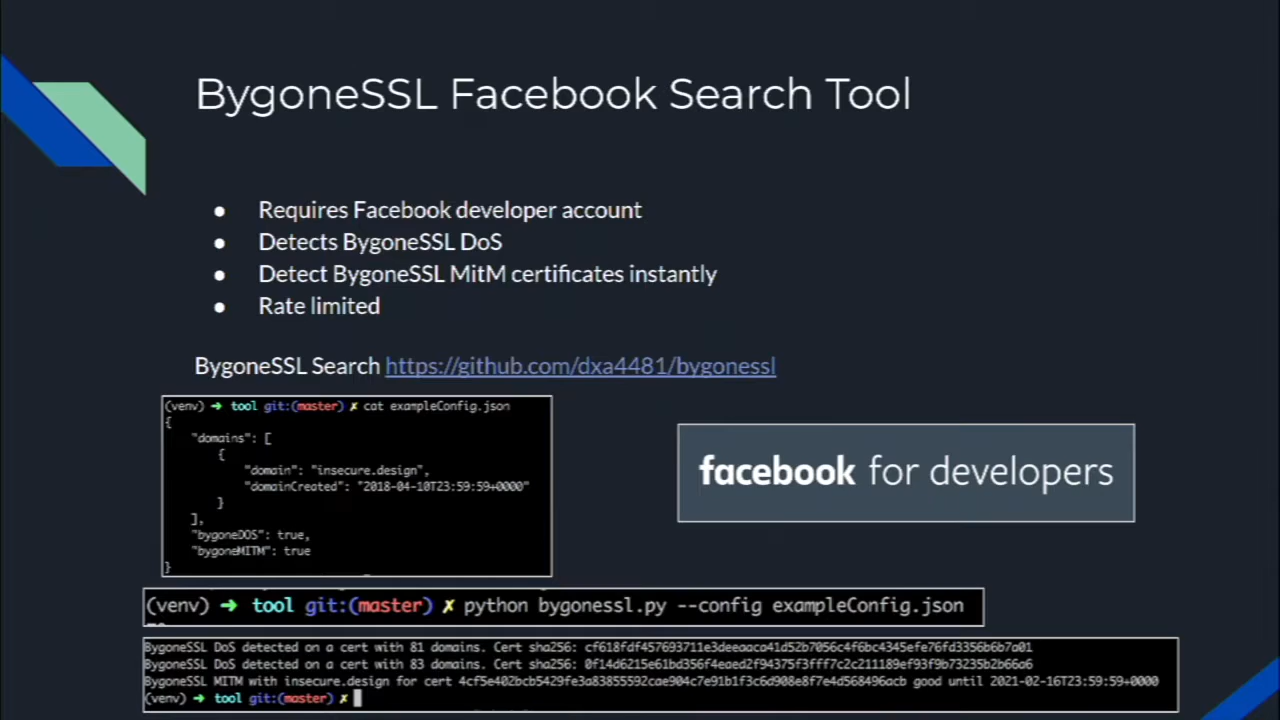 BygoneSSL Facebook Search Tool
● Requires Facebook developer account
● Detects BygoneSSL DoS
● Detect BygoneSSL MitM certificates instantly
● Rate limited
BygoneSSL Search https://github.com/dxa4481/bygonessl
(venv) ➜ tool git:(master) ✗ cat exampleConfig.json
{
"domains": [
{
"domain": "insecure.design",
"domainCreated": "2018-04-10T23:59:59+0000"
}
],
"bygoneDOS": true,
"bygoneMITM": true
}
facebook for developers
(venv) ➜ tool git:(master) ✗ python bygonessl.py --config exampleConfig.json
BygoneSSL DoS detected on a cert with 81 domains. Cert sha256: cf618fdf457693711e3deeaaca41d52b7056c4f6bc4345efe76fd3356b6b7a01
BygoneSSL DoS detected on a cert with 83 domains. Cert sha256: 0f14d6215e61bd356f4eaed2f94375f3fff7c2c211189ef93f9b73235b2b66a6
BygoneSSL MITM with insecure.design for cert 4cf5e402bcb5429fe3a83855592cae904c7e91b1f3c6d908e8f7e4d568496acb good until 2021-02-16T23:59:59+0000
(venv) ➜ tool git:(master) ✗